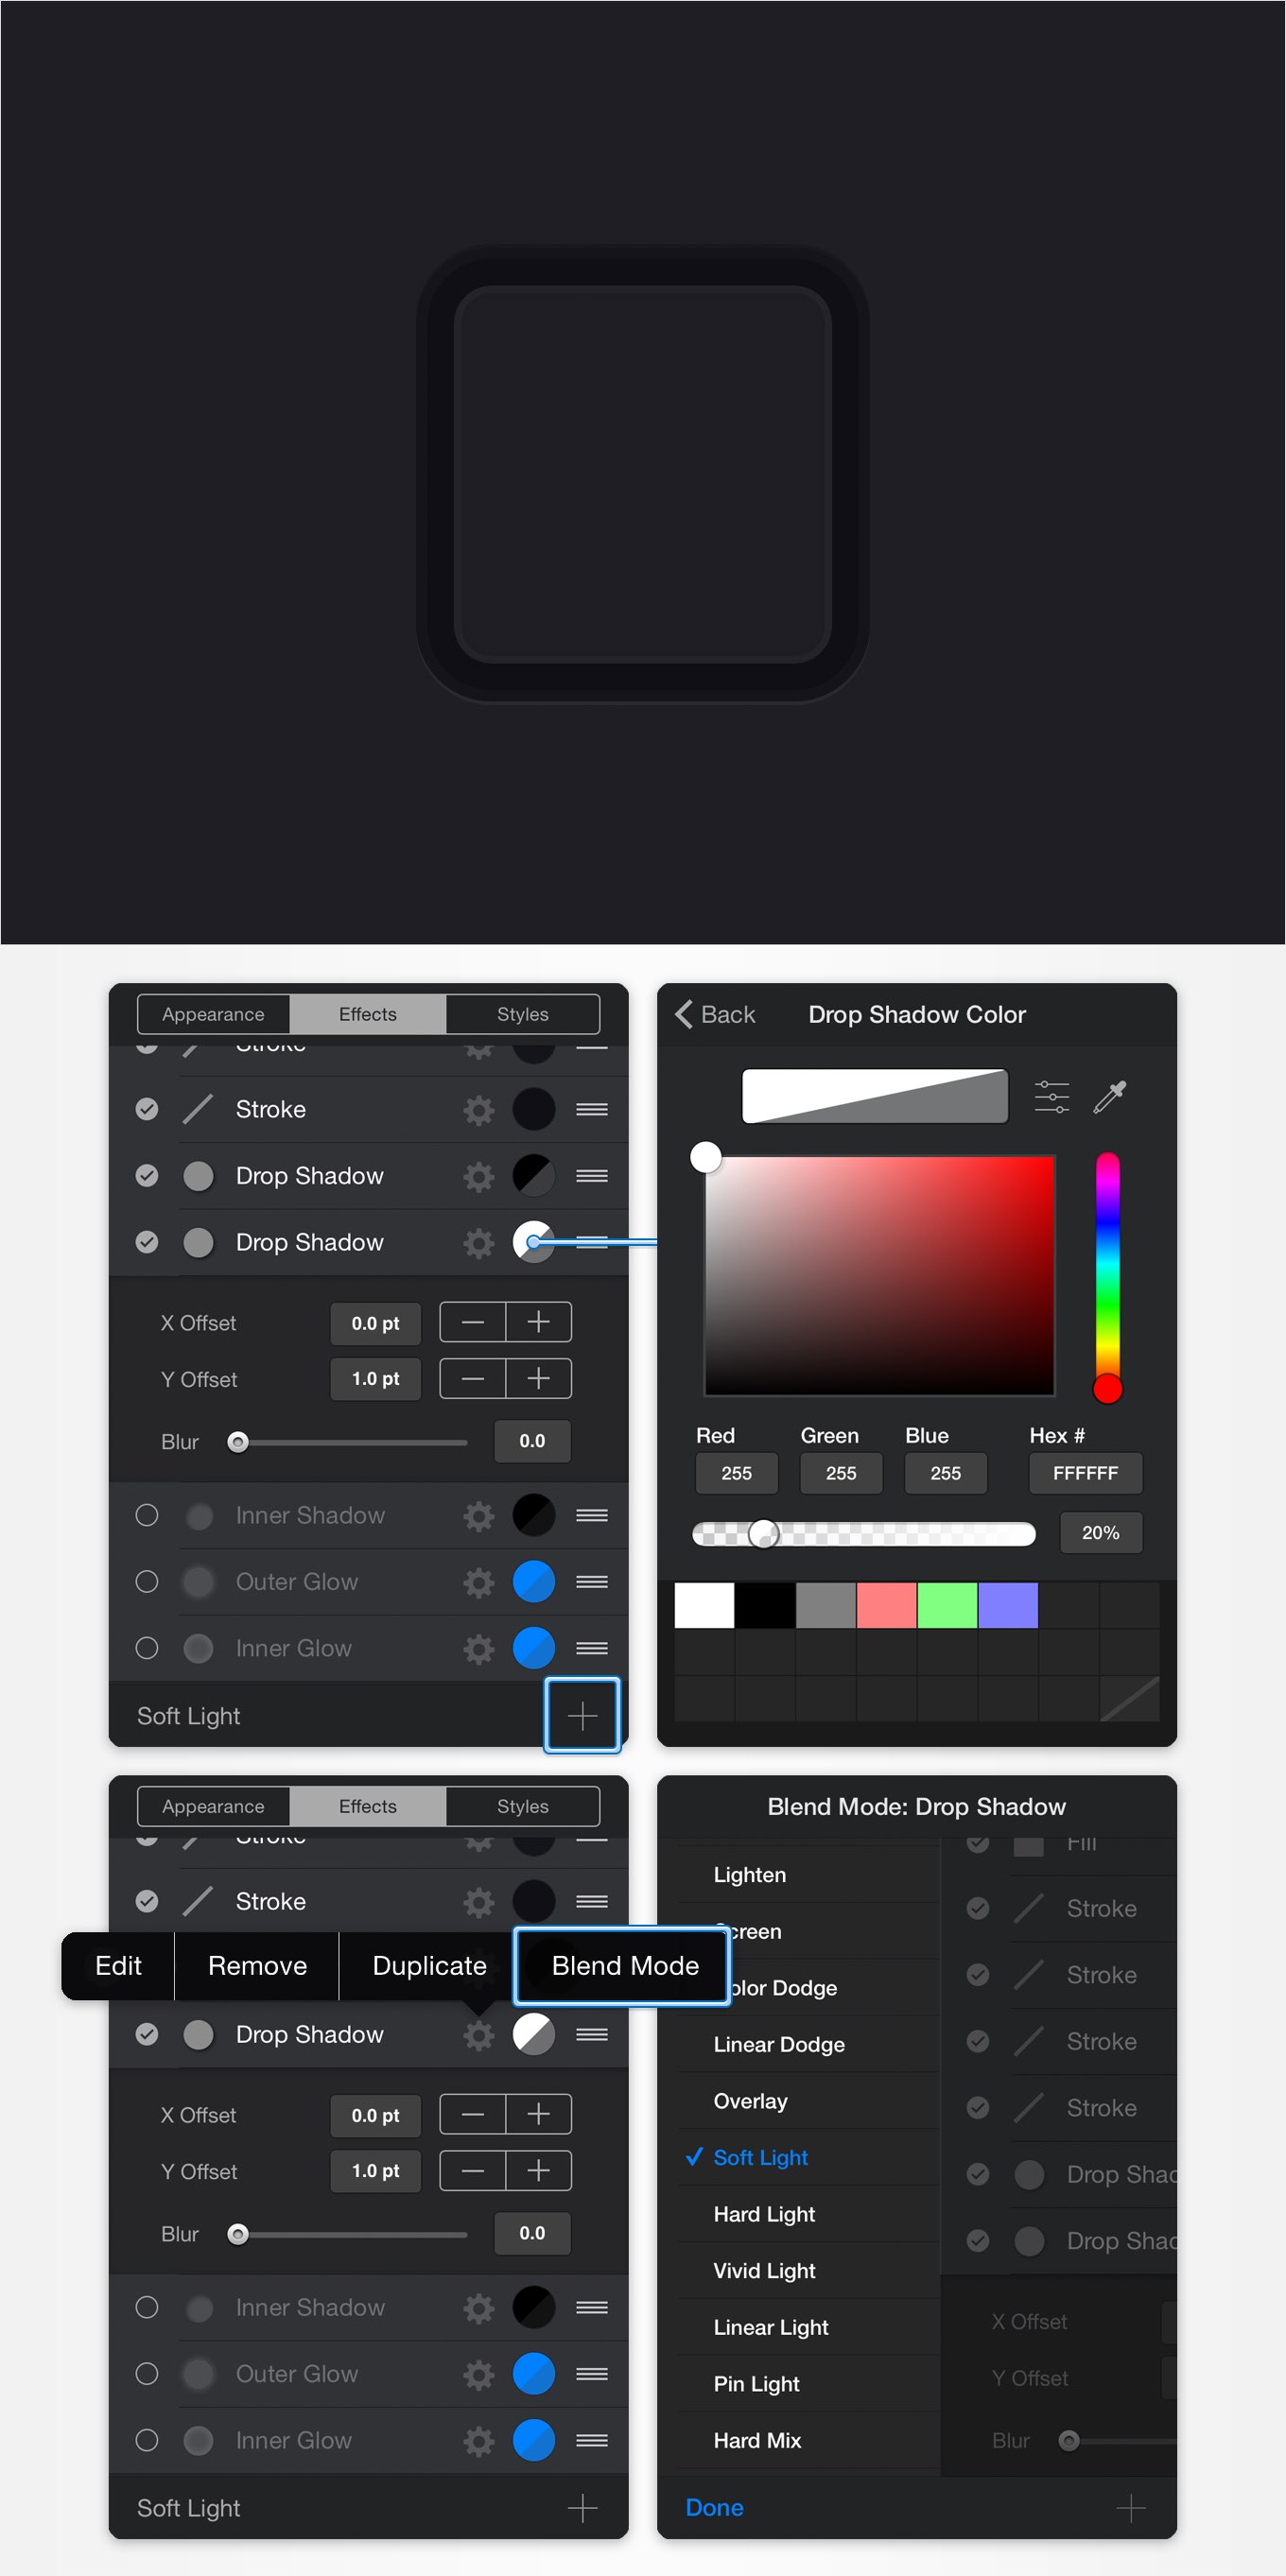 Appearance Effects Styles
Stroke
Stroke
Drop Shadow
Drop Shadow
X Offset 0.0 pt
Y Offset 1.0 pt
Blur 0.0
Inner Shadow
Outer Glow
Inner Glow
Soft Light
Back Drop Shadow Color
Red Green Blue Hex #
255 255 255 FFFFFF
20%
Appearance Effects Styles
Stroke
Stroke
Edit Remove Duplicate Blend Mode
Drop Shadow
X Offset 0.0 pt
Y Offset 1.0 pt
Blur 0.0
Inner Shadow
Outer Glow
Inner Glow
Soft Light
Blend Mode: Drop Shadow
Lighten
creen
olor Dodge
Linear Dodge
Overlay
Soft Light
Hard Light
Vivid Light
Linear Light
Pin Light
Hard Mix
Done
Fill
Stroke
Stroke
Stroke
Stroke
Drop Shad
Drop Shad
X Offset
Y Offset
Blur